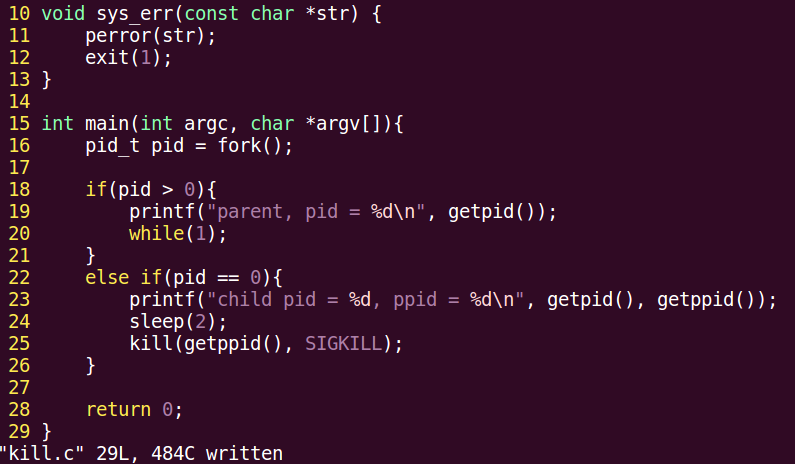 10 void sys_err(const char *str) {
11     perror(str);
12     exit(1);
13 }
14
15 int main(int argc, char *argv[]){
16     pid_t pid = fork();
17
18     if(pid > 0){
19         printf("parent, pid = %d\n", getpid());
20         while(1);
21     }
22     else if(pid == 0){
23         printf("child pid = %d, ppid = %d\n", getpid(), getppid());
24         sleep(2);
25         kill(getppid(), SIGKILL);
26     }
27
28     return 0;
29 }
"kill.c" 29L, 484C written